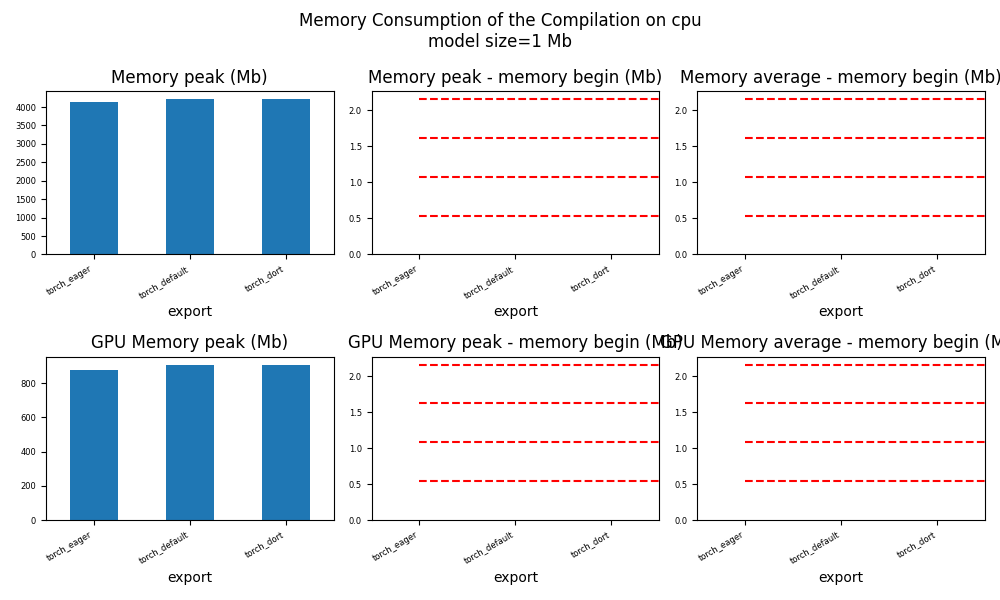 Memory Consumption of the Compilation on cpu
model size=1 Mb
Memory peak (Mb)
4000
3500
3000
2500
2000
1500
1000
500
0
torch_eager
torch_default
torch_dort
export
Memory peak - memory begin (Mb)
2.0
1.5
1.0
0.5
0.0
torch_eager
torch_default
torch_dort
export
Memory average - memory begin (Mb)
2.0
1.5
1.0
0.5
0.0
torch_eager
torch_default
torch_dort
export
GPU Memory peak (Mb)
800
600
400
200
0
torch_eager
torch_default
torch_dort
export
GPU Memory peak - memory begin (Mb)
2.0
1.5
1.0
0.5
0.0
torch_eager
torch_default
torch_dort
export
GPU Memory average - memory begin (M
2.0
1.5
1.0
0.5
0.0
torch_eager
torch_default
torch_dort
export